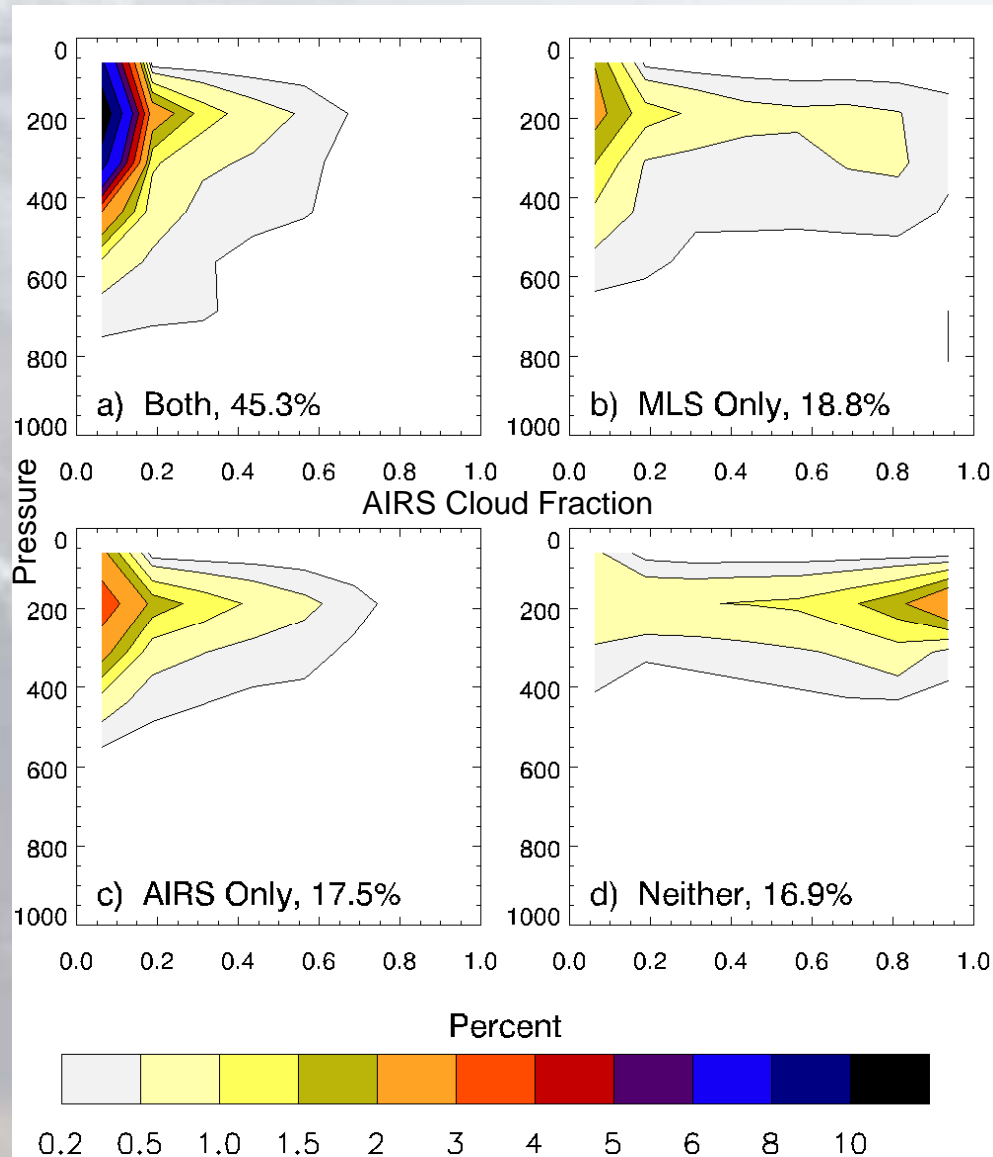 0
200
400
600
800
1000
a) Both, 45.3%
0.0 0.2 0.4 0.6 0.8 1.0
0
200
400
600
800
1000
b) MLS Only, 18.8%
0.0 0.2 0.4 0.6 0.8 1.0
Pressure
AIRS Cloud Fraction
0
200
400
600
800
1000
c) AIRS Only, 17.5%
0.0 0.2 0.4 0.6 0.8 1.0
0
200
400
600
800
1000
d) Neither, 16.9%
0.0 0.2 0.4 0.6 0.8 1.0
Percent
0.2 0.5 1.0 1.5 2 3 4 5 6 8 10